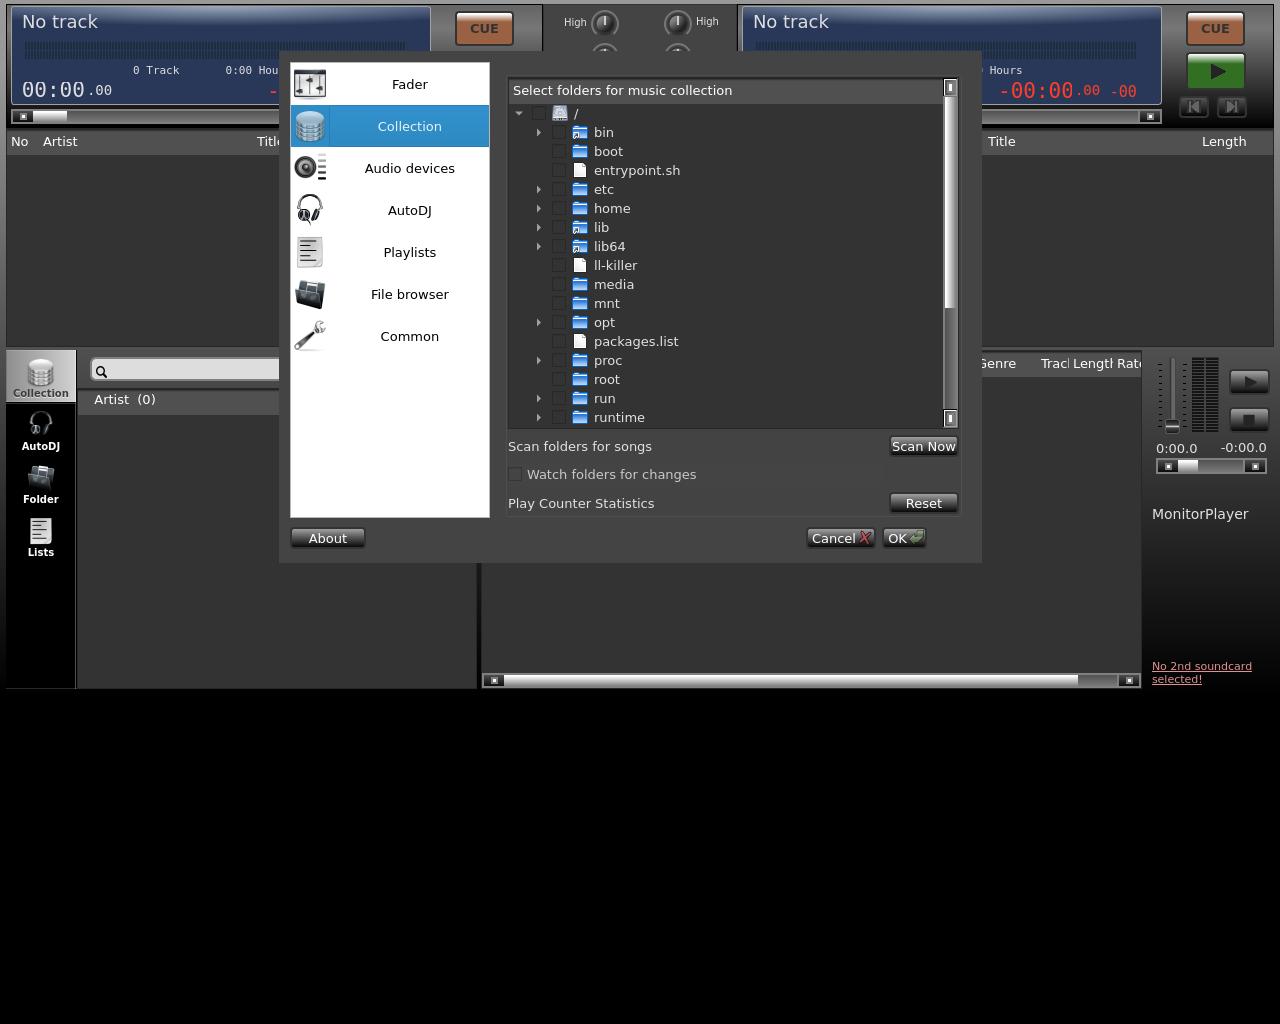 No track
CUE
High
High
No track
CUE
0 Track
0:00 Hou
Hours
00:00.00
-
-00:00.00 -00
No
Artist
Title
Title
Length
Fader
Collection
Audio devices
AutoDJ
Playlists
File browser
Common
Select folders for music collection
/
bin
boot
entrypoint.sh
etc
home
lib
lib64
ll-killer
media
mnt
opt
packages.list
proc
root
run
runtime
Scan folders for songs
Scan Now
Watch folders for changes
Play Counter Statistics
Reset
About
Cancel
OK
Collection
AutoDJ
Folder
Lists
Artist (0)
Genre
Track
Length
Rate
0:00.0
-0:00.0
MonitorPlayer
No 2nd soundcard
selected!